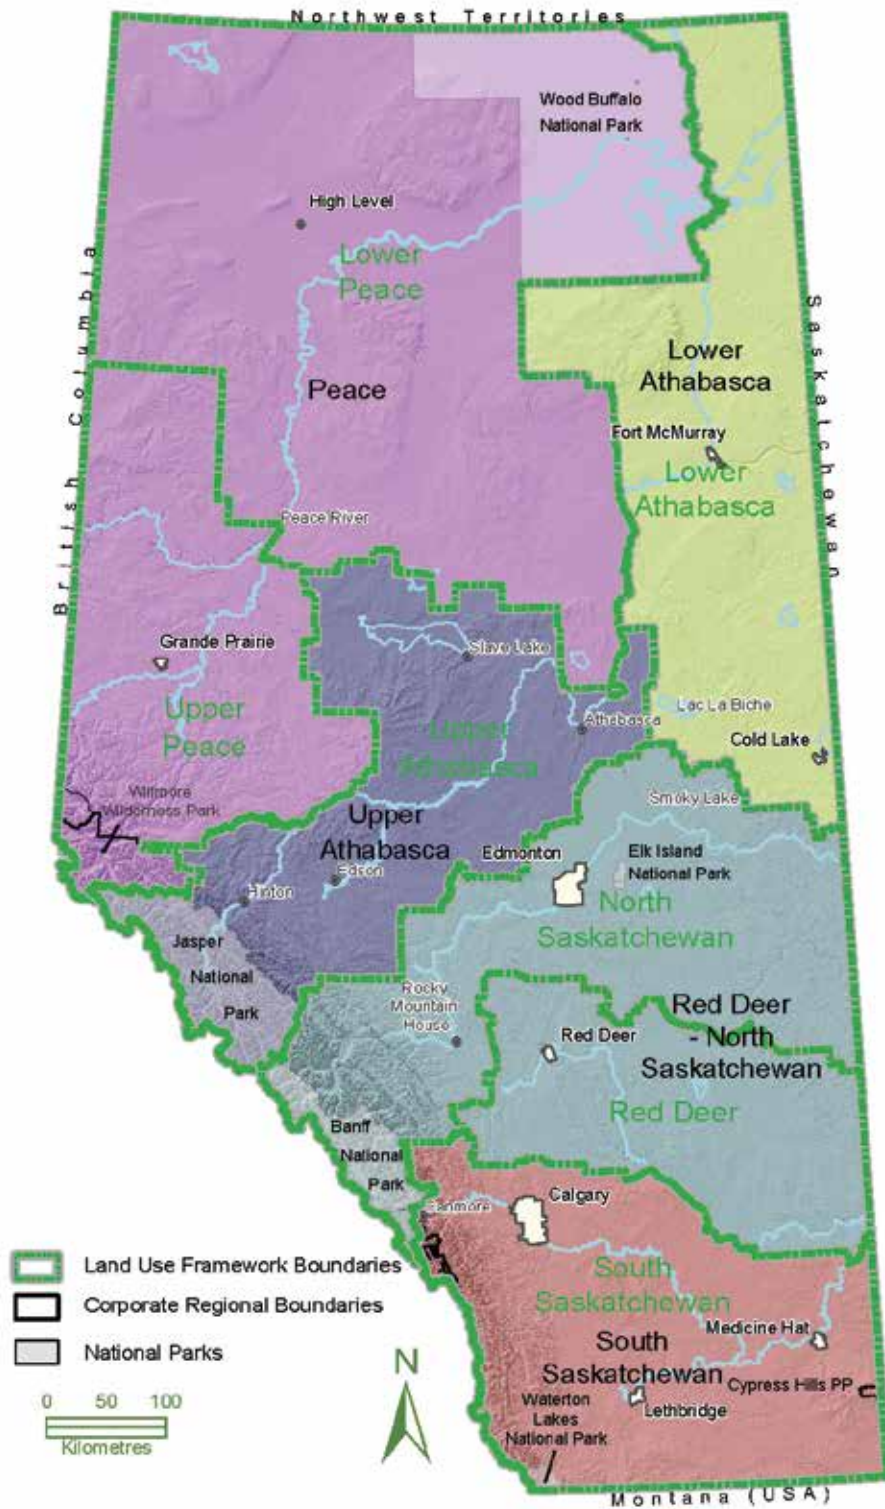 Northwest Territories
Wood Buffalo
National Park
High Level
Lower
Peace
British Columbia
Saskatchewan
Peace
Lower
Athabasca
Fort McMurray
Lower
Athabasca
Peace River
Grande Prairie
Slave Lake
Upper
Peace
Upper
Athabasca
Athabasca
Lac La Biche
Cold Lake
Willmore
Wilderness Park
Smoky Lake
Upper
Athabasca
Edmonton
Elk Island
National Park
Edson
Hinton
North
Saskatchewan
Jasper
National
Park
Rocky
Mountain
House
Red Deer
- North
Saskatchewan
Red Deer
Red Deer
Banff
National
Park
Canmore
Calgary
South
Saskatchewan
Medicine Hat
South
Saskatchewan
Cypress Hills PP
Lethbridge
Waterton
Lakes
National Park
Montana (USA)
Land Use Framework Boundaries
Corporate Regional Boundaries
National Parks
N
0 50 100
Kilometres